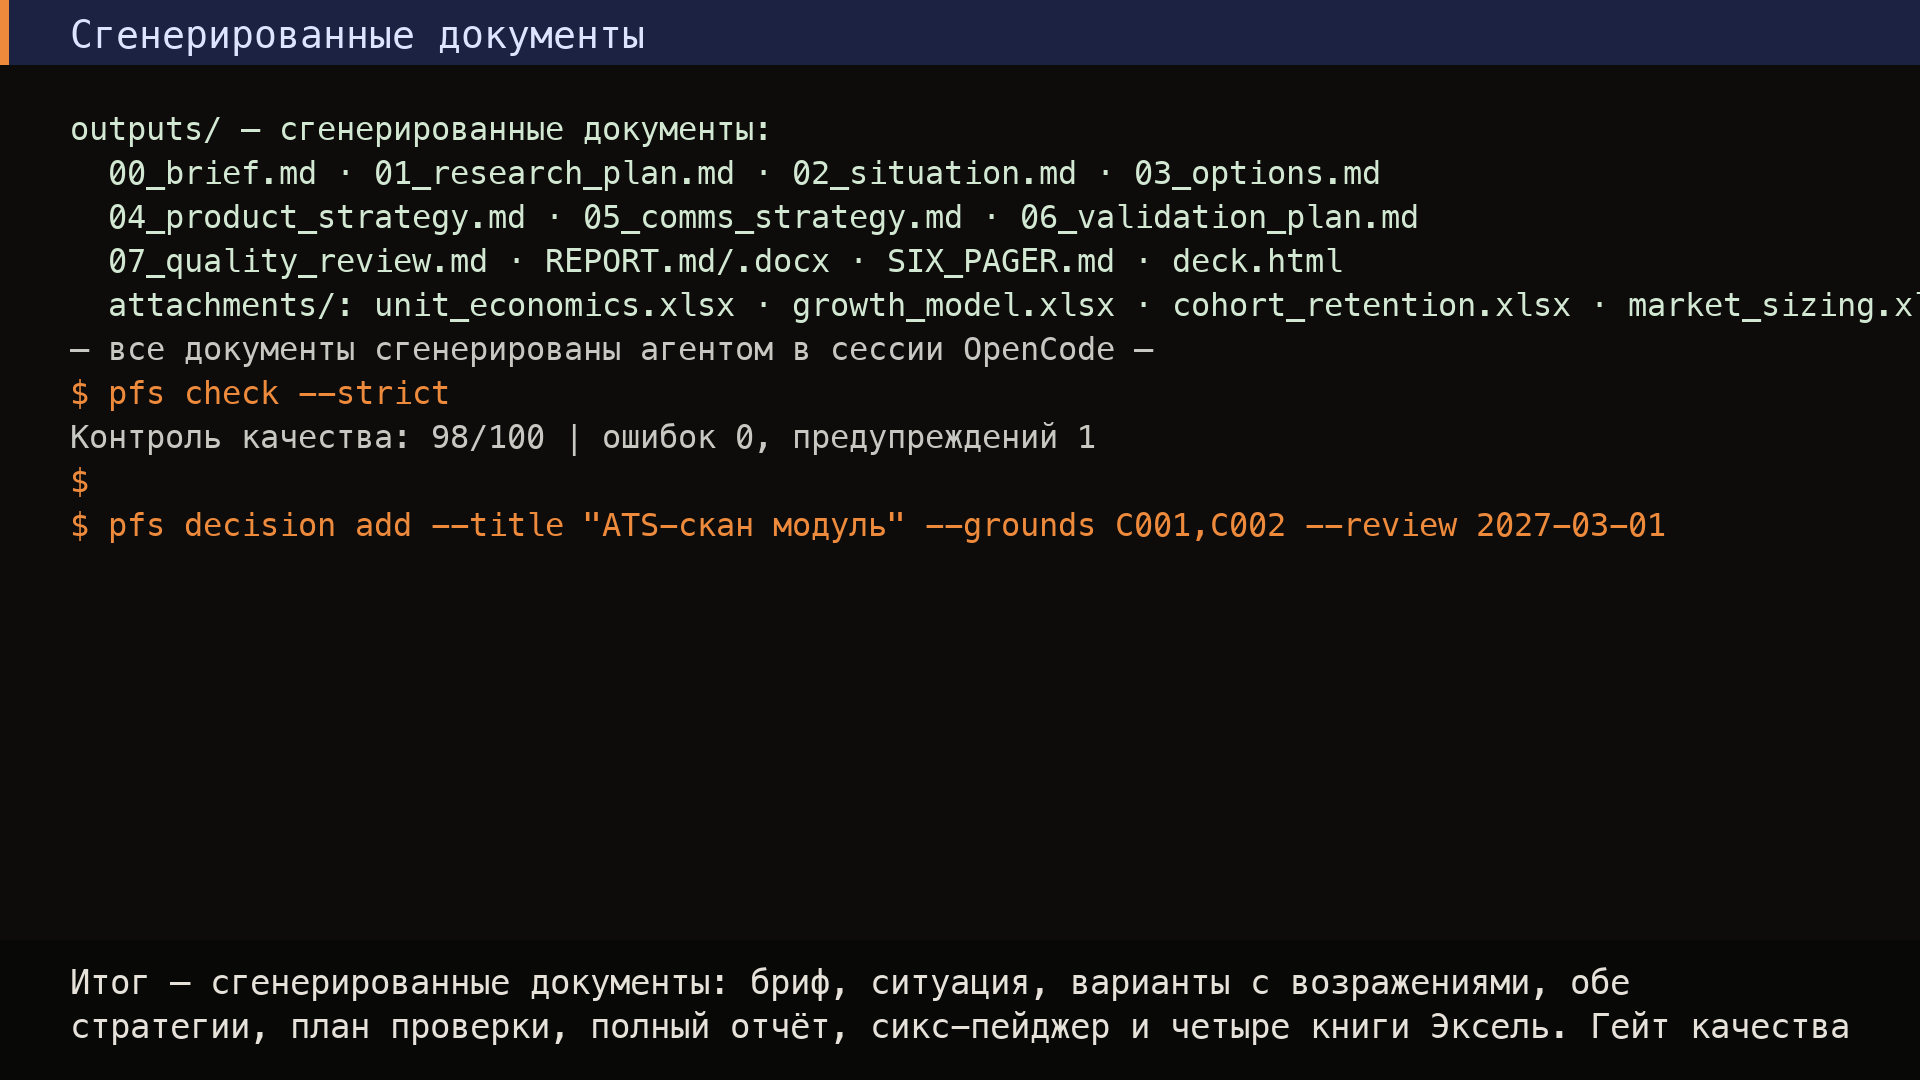 Сгенерированные документы
outputs/ — сгенерированные документы:
00_brief.md · 01_research_plan.md · 02_situation.md · 03_options.md
04_product_strategy.md · 05_comms_strategy.md · 06_validation_plan.md
07_quality_review.md · REPORT.md/.docx · SIX_PAGER.md · deck.html
attachments/: unit_economics.xlsx · growth_model.xlsx · cohort_retention.xlsx · market_sizing.xl
— все документы сгенерированы агентом в сессии OpenCode —
$ pfs check --strict
Контроль качества: 98/100 | ошибок 0, предупреждений 1
$
$ pfs decision add --title "ATS-скан модуль" --grounds C001,C002 --review 2027-03-01
Итог — сгенерированные документы: бриф, ситуация, варианты с возражениями, обе
стратегии, план проверки, полный отчёт, сикс-пейджер и четыре книги Эксель. Гейт качества